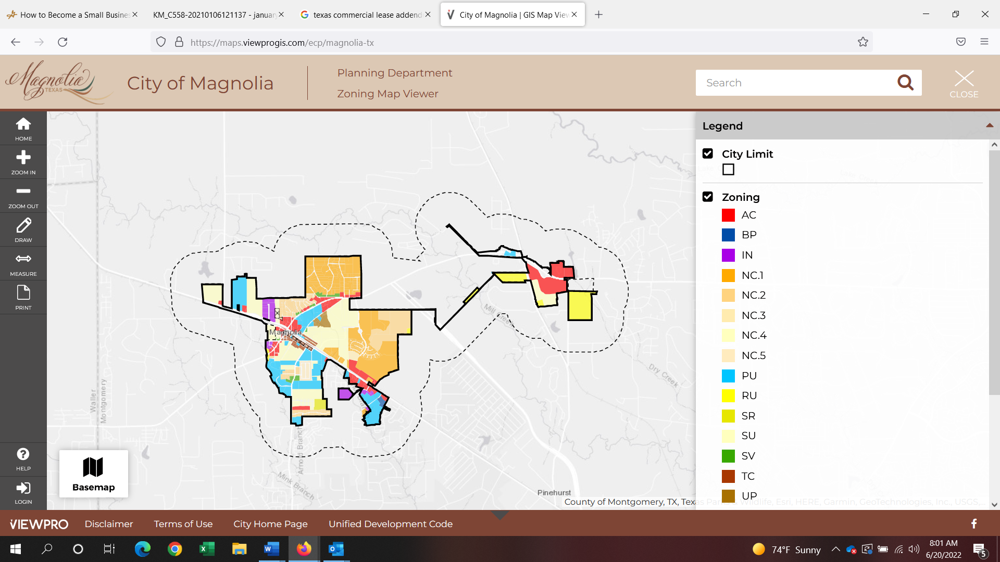 How to Become a Small Busines
KM_C558-20210106121137 - january
texas commercial lease addend
City of Magnolia | GIS Map View
https://maps.viewprogis.com/ecp/magnolia-tx
Magnolia
TEXAS
City of Magnolia
Planning Department
Zoning Map Viewer
Search
CLOSE
HOME
ZOOM IN
ZOOM OUT
DRAW
MEASURE
PRINT
HELP
LOGIN
Legend
City Limit
Zoning
AC
BP
IN
NC.1
NC.2
NC.3
NC.4
NC.5
PU
RU
SR
SU
SV
TC
UP
Magnolia
Mill Creek
Dry Creek
Waller
Montgomery
Arnold Branch
Mink Branch
Pinehurst
Basemap
County of Montgomery, TX, Texas Parks & Wildlife, Esri, HERE, Garmin, GeoTechnologies, Inc., USGS,...
VIEWPRO
Disclaimer
Terms of Use
City Home Page
Unified Development Code
74°F Sunny
8:01 AM
6/20/2022
5